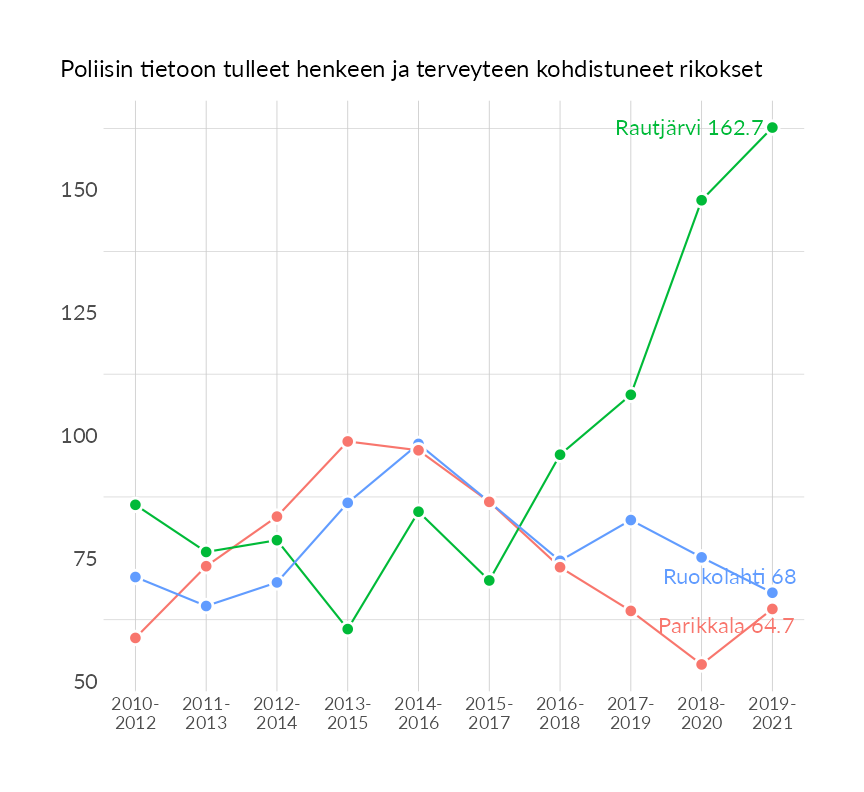 Poliisin tietoon tulleet henkeen ja terveyteen kohdistuneet rikokset
Rautjärvi 162.7
150
125
100
75
Ruokolahti 68
Parikkala 64.7
50
2010- 2011- 2012- 2013- 2014- 2015- 2016- 2017- 2018- 2019-
2012 2013 2014 2015 2016 2017 2018 2019 2020 2021